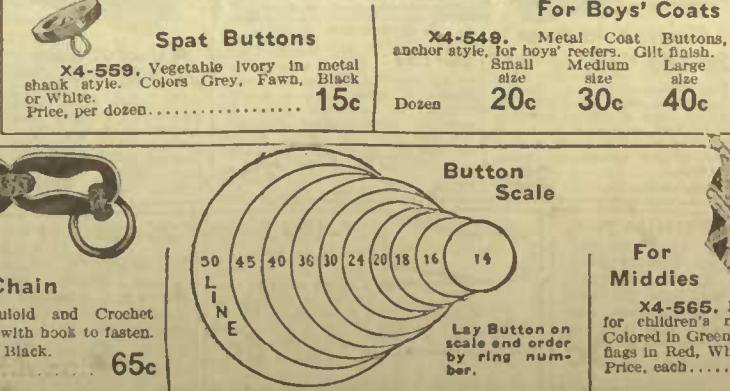 Spat Buttons
X4-559. Vegetable Ivory in metal
shank style. Colors Grey, Fawn, Black
or White.
Price, per dozen................... 15c
For Boys' Coats
X4-549. Metal Coat Buttons,
anchor style, for boys' reefers. Gilt finish.
Small Medium Large
size size size
Dozen 20c 30c 40c
Chain
uloid and Crochet
with hook to fasten.
Black.
65c
Button
Scale
50 45 40 36 30 24 20 18 16 14
LINE
Lay Button on
scale and order
by ring num-
ber.
For
Middies
X4-565.
for children's
Colored in Green
flags in Red, Wh
Price, each.....